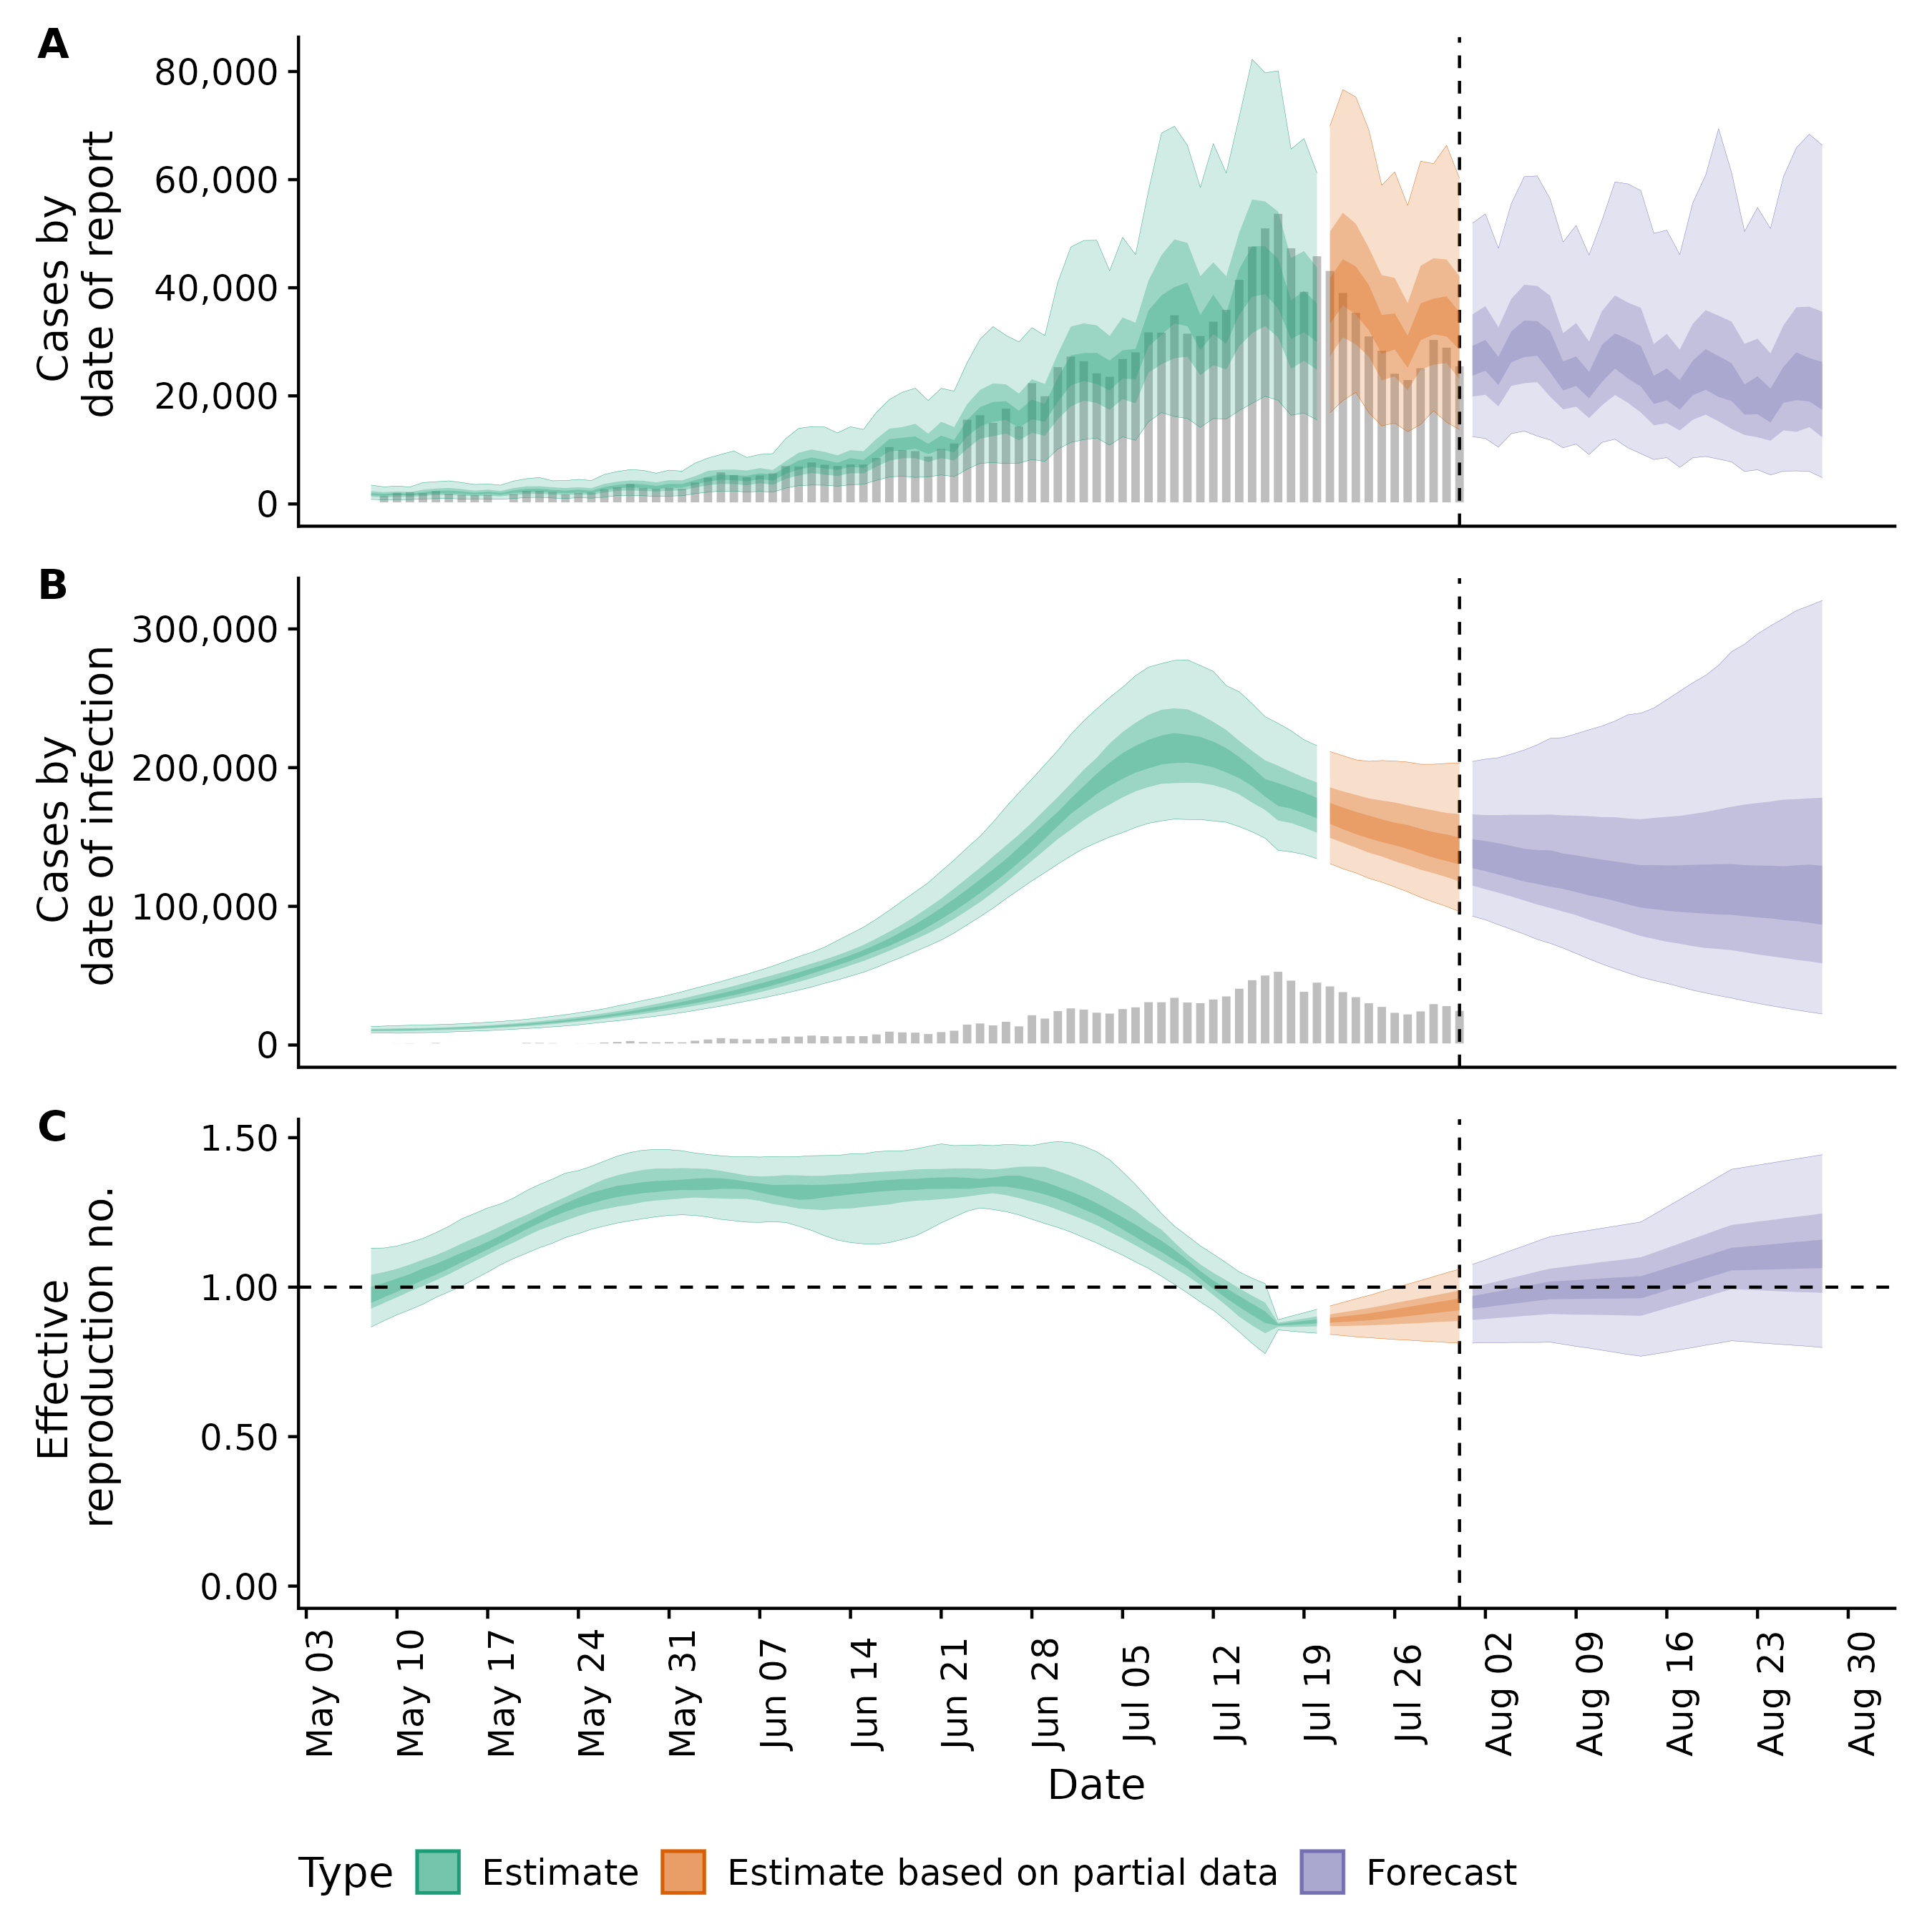 A
Cases by
date of report
80,000
60,000
40,000
20,000
0
B
Cases by
date of infection
300,000
200,000
100,000
0
C
Effective
reproduction no.
1.50
1.00
0.50
0.00
May 03
May 10
May 17
May 24
May 31
Jun 07
Jun 14
Jun 21
Jun 28
Jul 05
Jul 12
Jul 19
Jul 26
Aug 02
Aug 09
Aug 16
Aug 23
Aug 30
Date
Type Estimate Estimate based on partial data Forecast